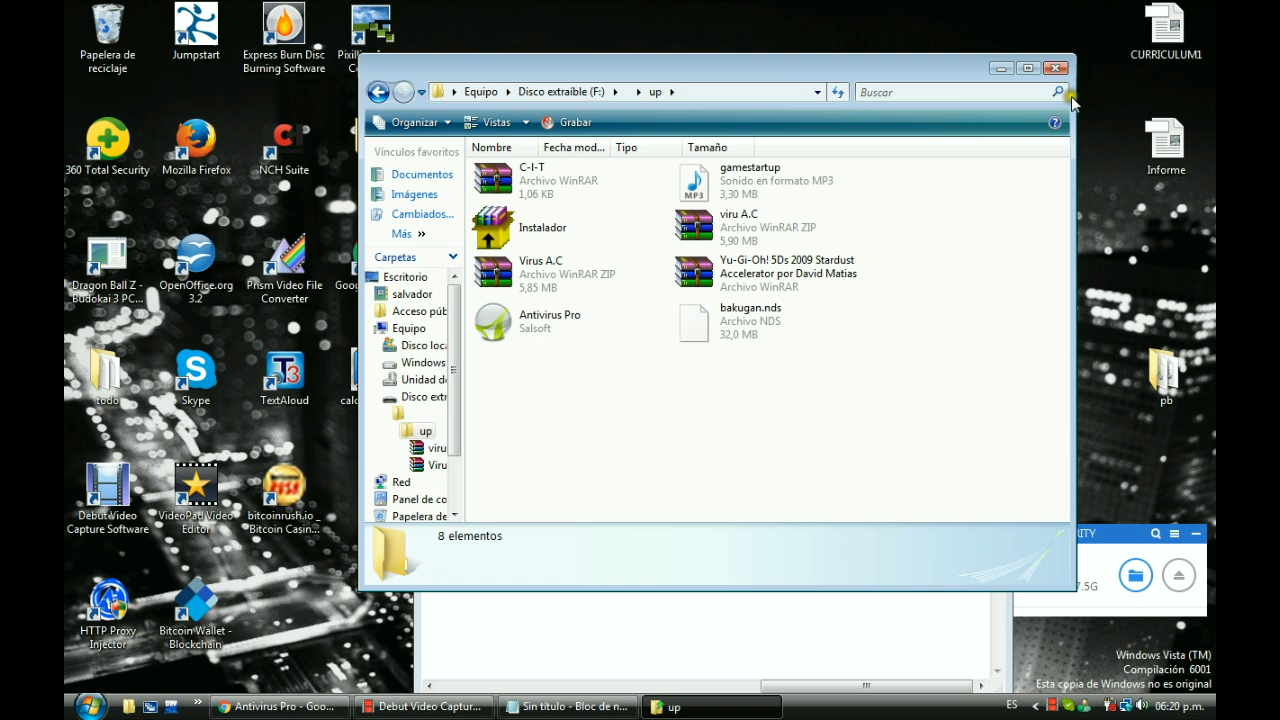 Papelera de
reciclaje
Jumpstart
Express Burn Disc
Burning Software
CURRICULUM1
360 Total Security
Mozilla Firefox
NCH Suite
Informe
Dragon Ball Z -
Budokai 3 PC...
OpenOffice.org
3.2
Prism Video File
Converter
todo
Skype
TextAloud
pb
Debut Video
Capture Software
VideoPad Video
Editor
bitcoinrush.io _
Bitcoin Casin...
HTTP Proxy
Injector
Bitcoin Wallet -
Blockchain
Equipo
Disco extraíble (F:)
up
Buscar
Organizar
Vistas
Grabar
Vínculos favoritos
Documentos
Imágenes
Cambiados...
Más »
Carpetas
Escritorio
salvador
Acceso púb
Equipo
Disco loca
Windows
Unidad d
Disco extr
up
viru
Viru
Red
Panel de co
Papelera de
ombre
a mod...
Tipo
Tamaño
C-I-T
Archivo WinRAR
1,06 KB
Instalador
Virus A.C
Archivo WinRAR ZIP
5,85 MB
Antivirus Pro
Salsoft
gamestartup
Sonido en formato MP3
3,30 MB
MP3
viru A.C
Archivo WinRAR ZIP
5,90 MB
Yu-Gi-Oh! 5Ds 2009 Stardust
Accelerator por David Matias
Archivo WinRAR
bakugan.nds
Archivo NDS
32,0 MB
8 elementos
RITY
7.5G
Windows Vista (TM)
Compilación 6001
Esta copia de Windows no es original
Antivirus Pro - Goo...
Debut Video Captur...
Sin título - Bloc de n...
up
ES
06:20 p.m.